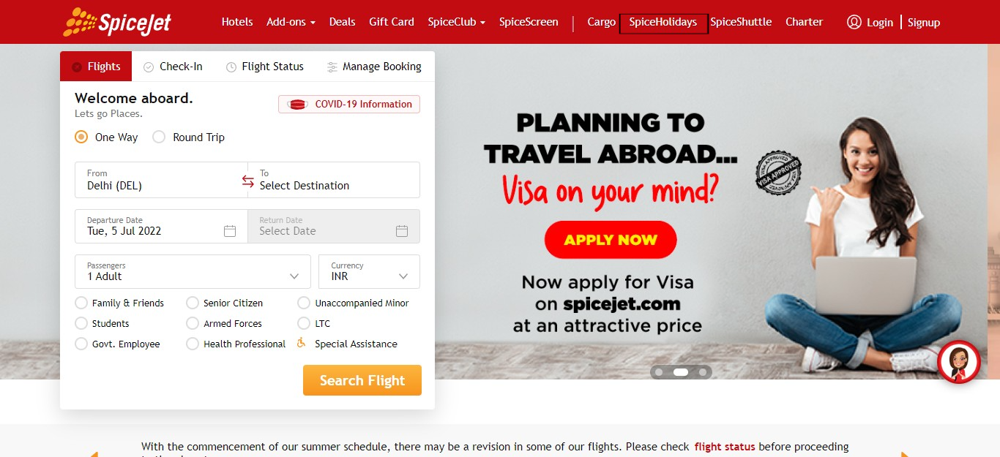 SpiceJet
Hotels Add-ons Deals Gift Card SpiceClub SpiceScreen Cargo SpiceHolidays SpiceShuttle Charter Login Signup
Flights Check-In Flight Status Manage Booking
Welcome aboard.
Lets go Places.
COVID-19 Information
One Way Round Trip
From
Delhi (DEL)
To
Select Destination
Departure Date
Tue, 5 Jul 2022
Return Date
Select Date
Passengers
1 Adult
Currency
INR
Family & Friends Senior Citizen Unaccompanied Minor
Students Armed Forces LTC
Govt. Employee Health Professional Special Assistance
Search Flight
PLANNING TO
TRAVEL ABROAD...
Visa on your mind?
APPLY NOW
Now apply for Visa
on spicejet.com
at an attractive price
VISA APPROVED
With the commencement of our summer schedule, there may be a revision in some of our flights. Please check flight status before proceeding